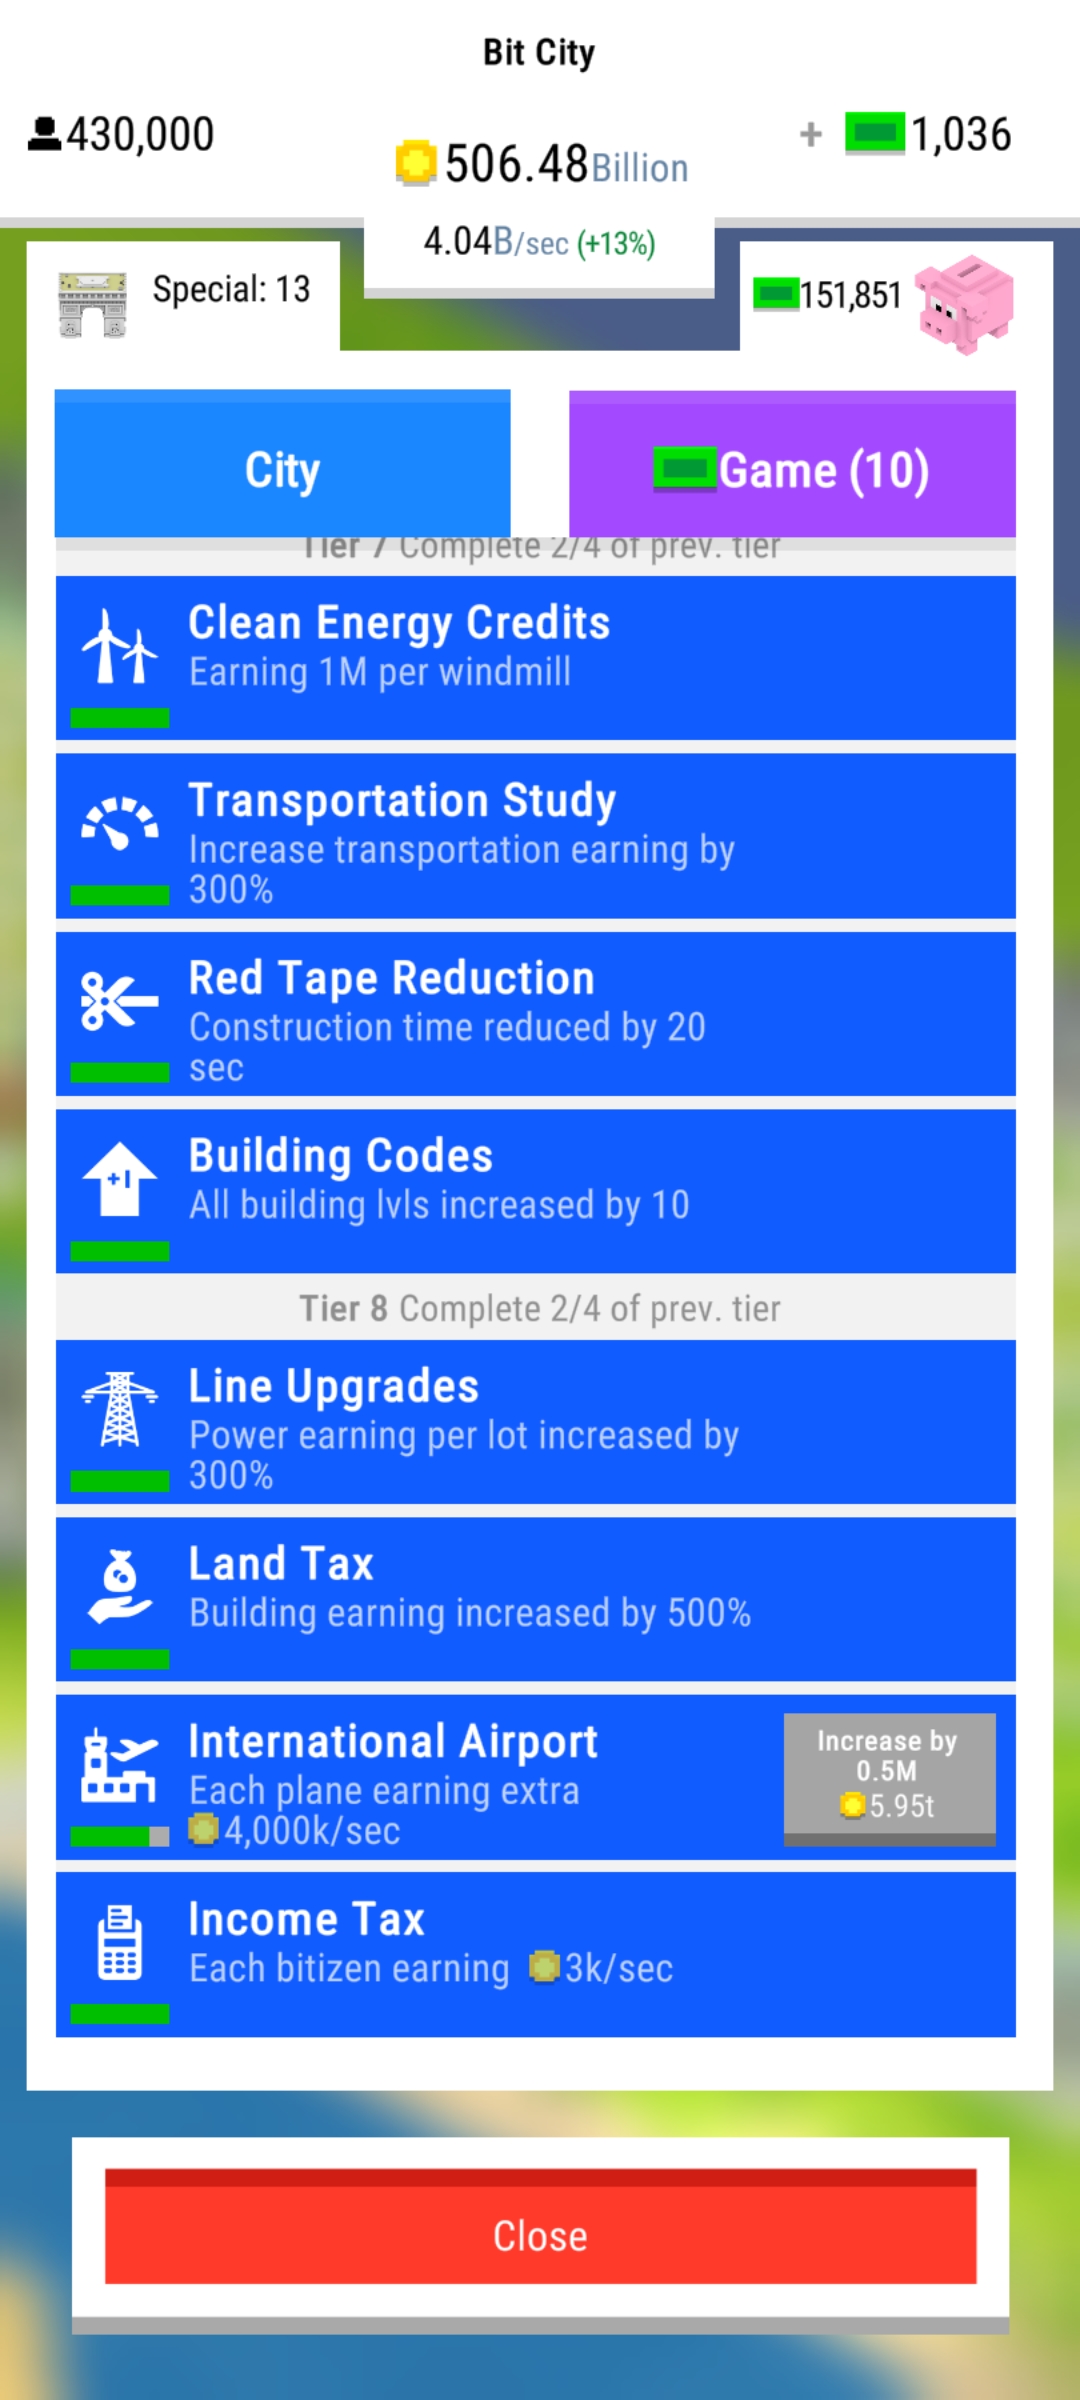 Bit City
430,000
506.48Billion
+ 1,036
4.04B/sec (+13%)
Special: 13
151,851
City
Game (10)
Tier 7 Complete 2/4 of prev. tier
Clean Energy Credits
Earning 1M per windmill
Transportation Study
Increase transportation earning by
300%
Red Tape Reduction
Construction time reduced by 20
sec
+1
Building Codes
All building lvls increased by 10
Tier 8 Complete 2/4 of prev. tier
Line Upgrades
Power earning per lot increased by
300%
Land Tax
Building earning increased by 500%
International Airport
Each plane earning extra
4,000k/sec
Increase by
0.5M
5.95t
Income Tax
Each bitizen earning 3k/sec
Close